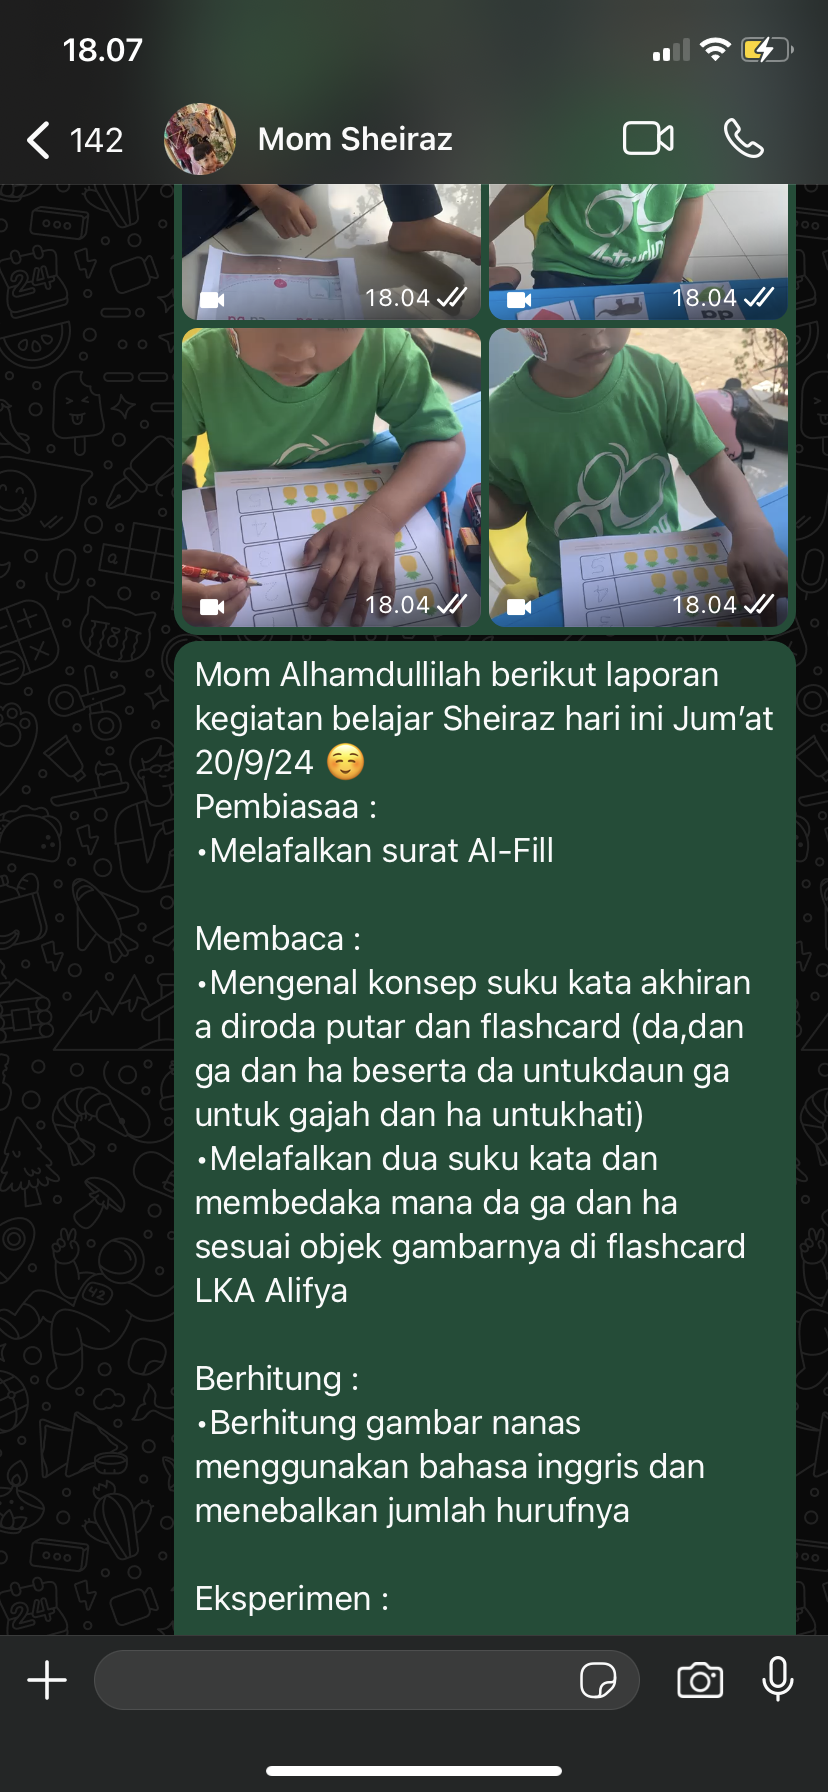 18.07
142
Mom Sheiraz
18.04
18.04
18.04
18.04
Mom Alhamdullilah berikut laporan
kegiatan belajar Sheiraz hari ini Jum’at
20/9/24 ☺️
Pembiasaa :
•Melafalkan surat Al-Fill
Membaca :
•Mengenal konsep suku kata akhiran
a diroda putar dan flashcard (da,dan
ga dan ha beserta da untukdaun ga
untuk gajah dan ha untukhati)
•Melafalkan dua suku kata dan
membedaka mana da ga dan ha
sesuai objek gambarnya di flashcard
LKA Alifya
Berhitung :
•Berhitung gambar nanas
menggunakan bahasa inggris dan
menebalkan jumlah hurufnya
Eksperimen :